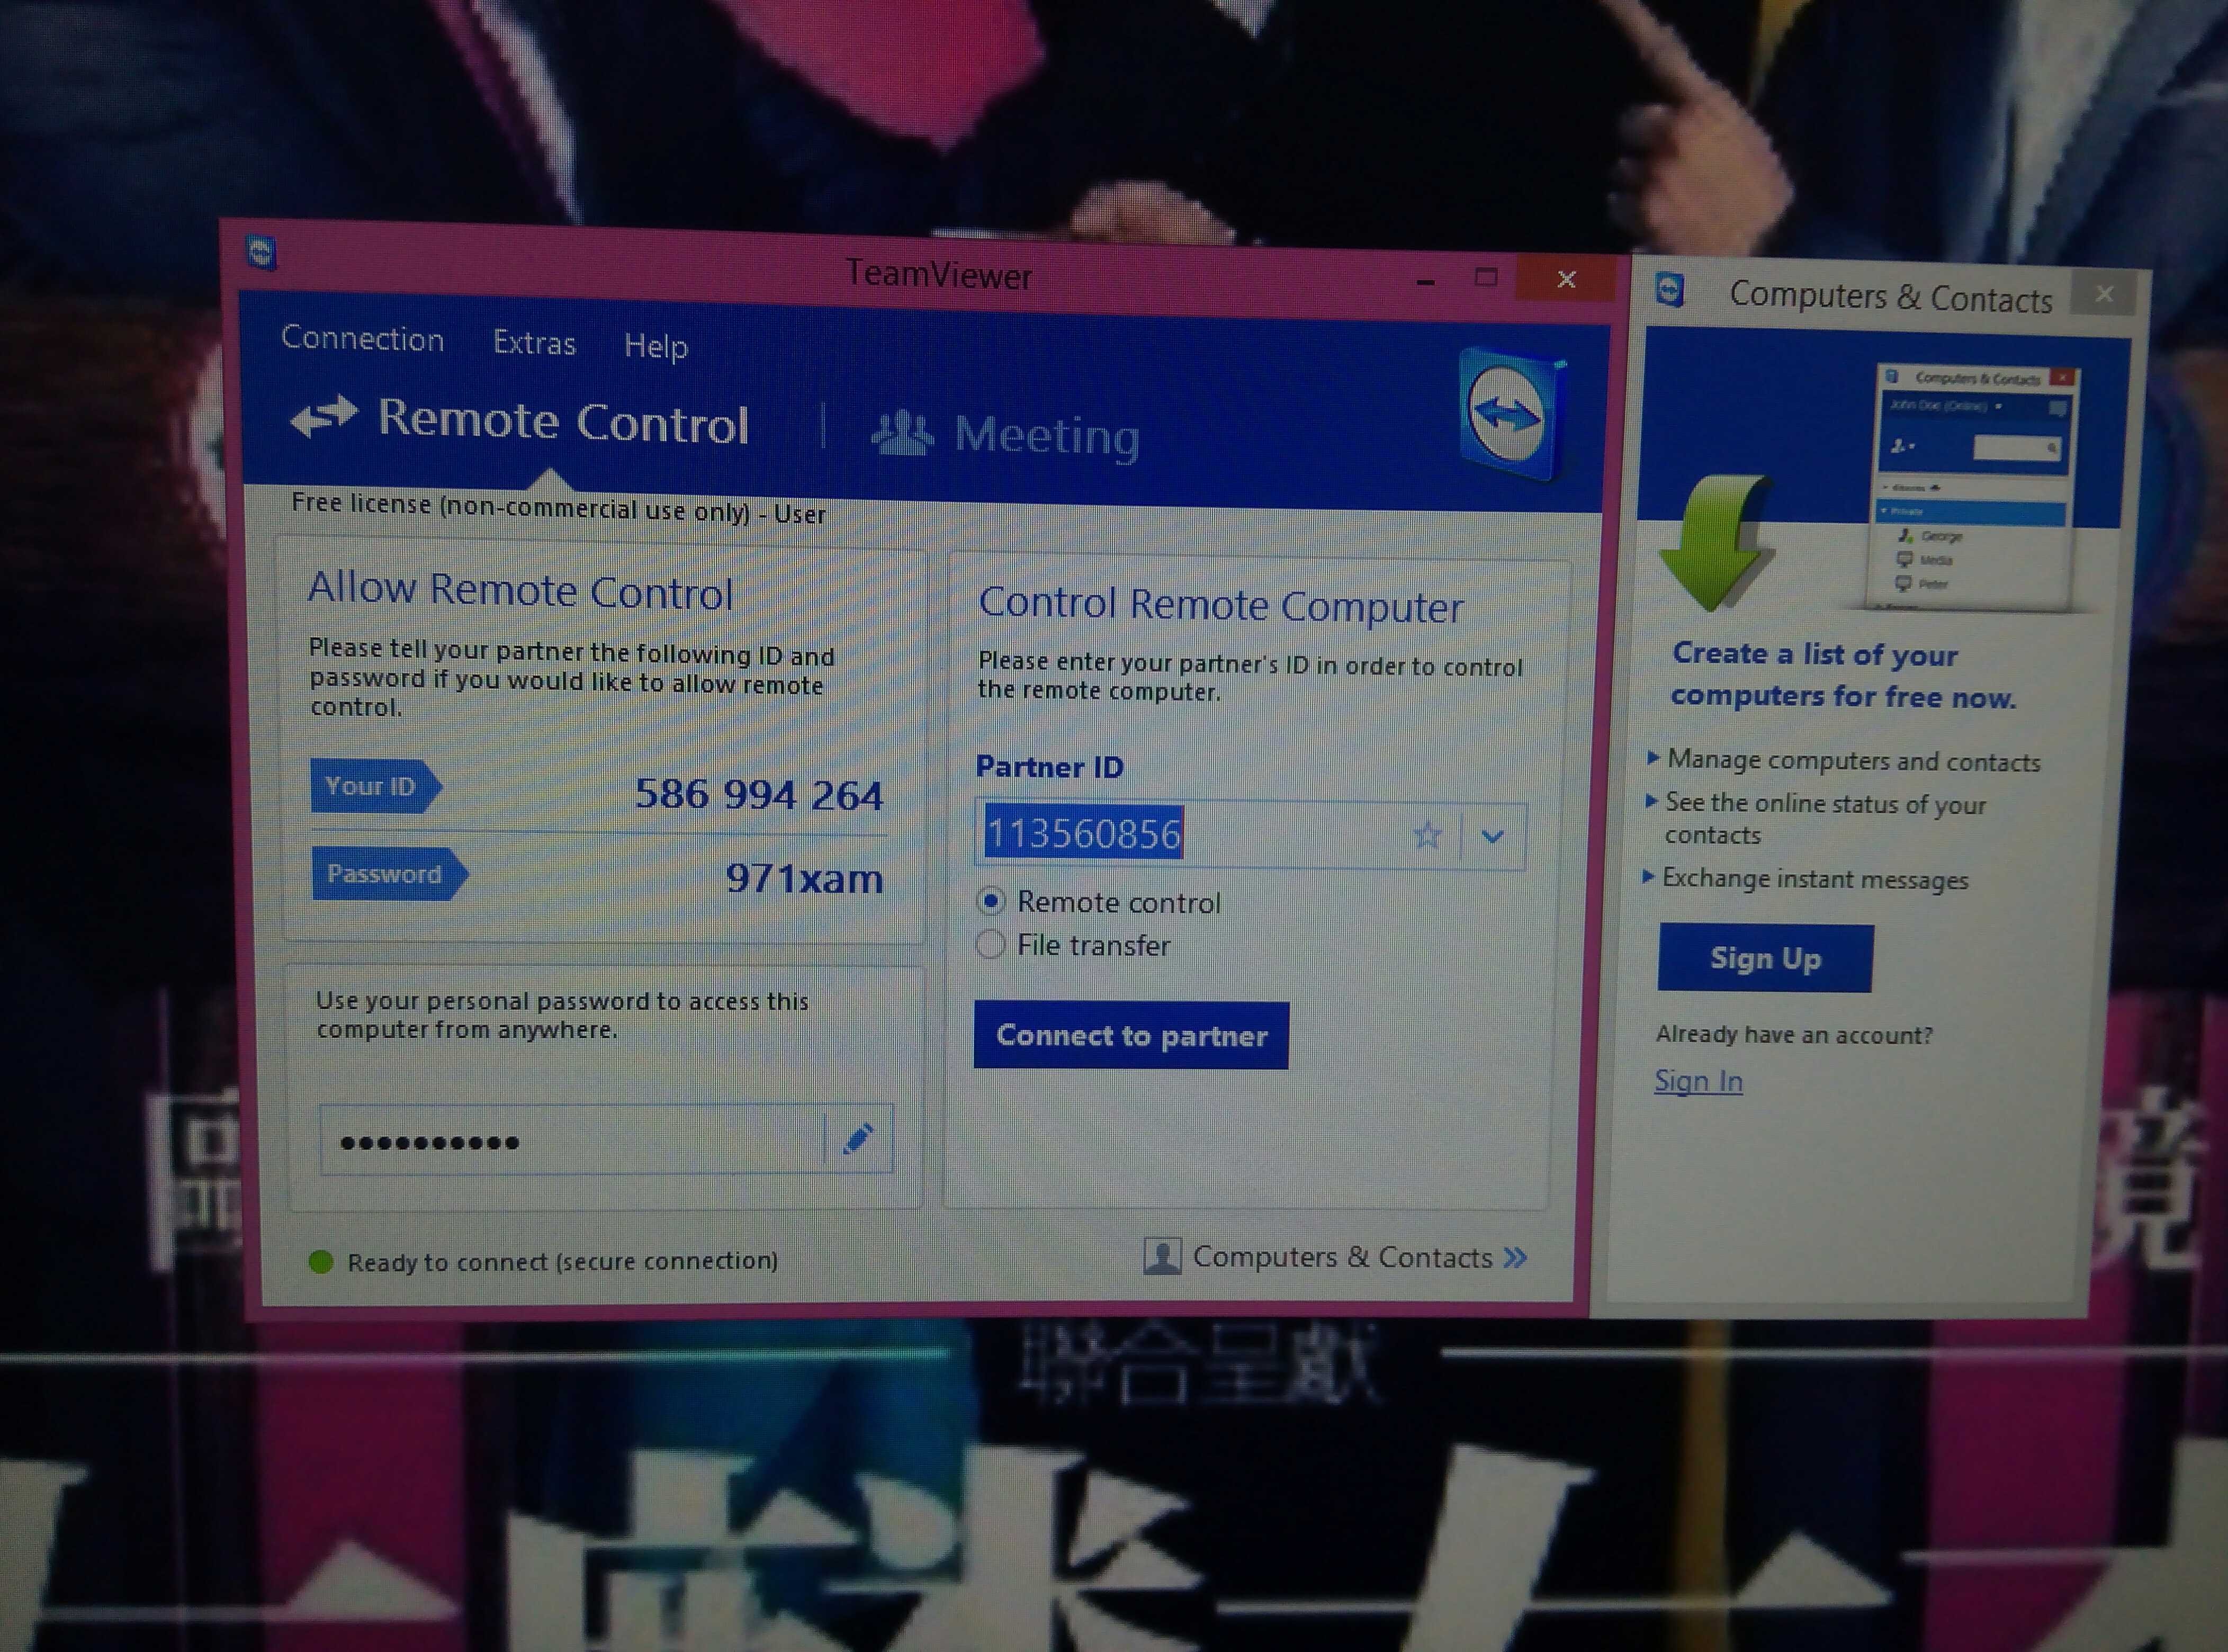 TeamViewer
Connection Extras Help
Remote Control Meeting
Free license (non-commercial use only) - User
Allow Remote Control
Please tell your partner the following ID and
password if you would like to allow remote
control.
Your ID 586 994 264
Password 971xam
Use your personal password to access this
computer from anywhere.
Ready to connect (secure connection)
Control Remote Computer
Please enter your partner's ID in order to control
the remote computer.
Partner ID
113560856
Remote control
File transfer
Connect to partner
Computers & Contacts
Computers & Contacts
Computers & Contacts
John Doe (Online)
Private
George
Media
Peter
Create a list of your
computers for free now.
Manage computers and contacts
See the online status of your
contacts
Exchange instant messages
Sign Up
Already have an account?
Sign In
聯合呈獻